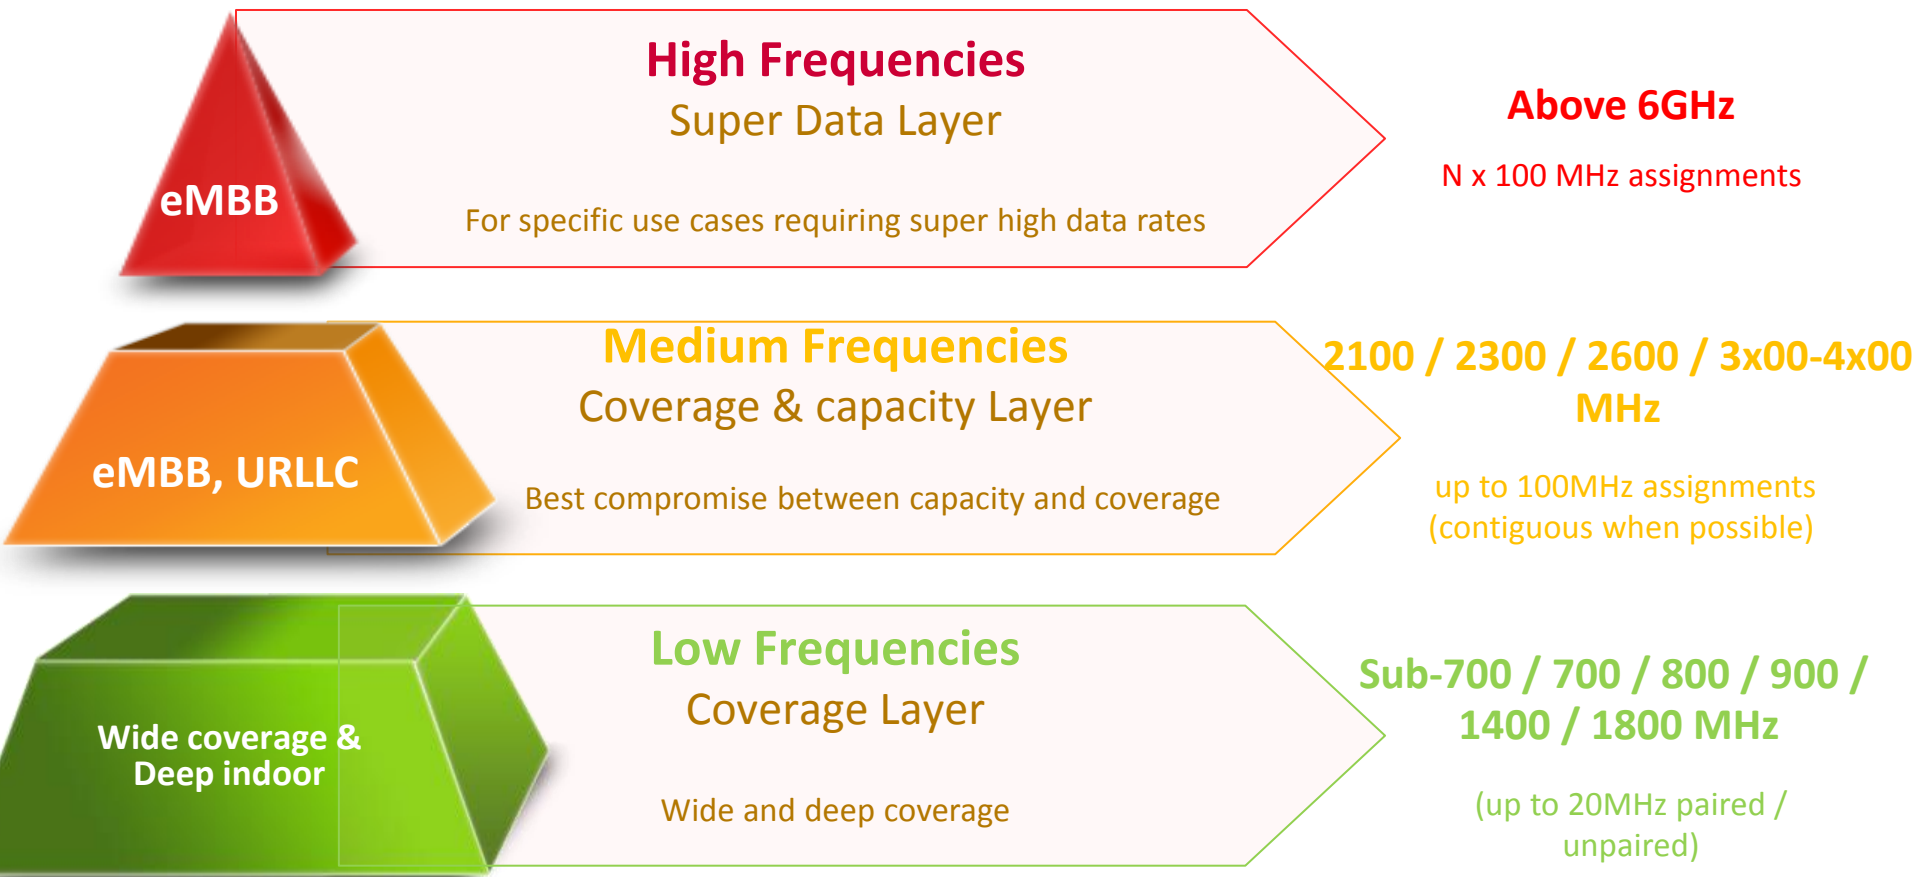 High Frequencies
Super Data Layer
eMBB
For specific use cases requiring super high data rates
Above 6GHz
N x 100 MHz assignments
Medium Frequencies
Coverage & capacity Layer
eMBB, URLLC
Best compromise between capacity and coverage
2100 / 2300 / 2600 / 3x00-4x00
MHz
up to 100MHz assignments
(contiguous when possible)
Low Frequencies
Coverage Layer
Wide coverage &
Deep indoor
Wide and deep coverage
Sub-700 / 700 / 800 / 900 /
1400 / 1800 MHz
(up to 20MHz paired /
unpaired)